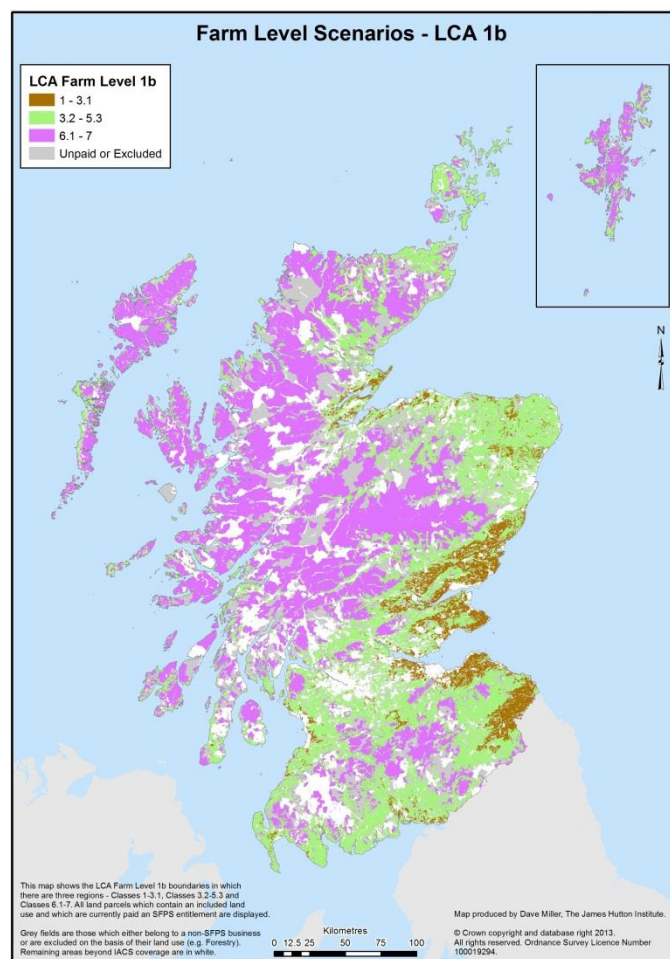 Farm Level Scenarios - LCA 1b
LCA Farm Level 1b
1 - 3.1
3.2 - 5.3
6.1 - 7
Unpaid or Excluded
N
This map shows the LCA Farm Level 1b boundaries in which
there are three regions - Classes 1-3.1, Classes 3.2-5.3 and
Classes 6.1-7. All land parcels which contain an included land
use and which are currently paid an SFPS entitlement are displayed.
Grey fields are those which either belong to a non-SFPS business
or are excluded on the basis of their land use (e.g. Forestry).
Remaining areas beyond IACS coverage are in white.
Kilometres
0 12.5 25 50 75 100
Map produced by Dave Miller, The James Hutton Institute.
© Crown copyright and database right 2013.
All rights reserved. Ordnance Survey Licence Number
100019294.